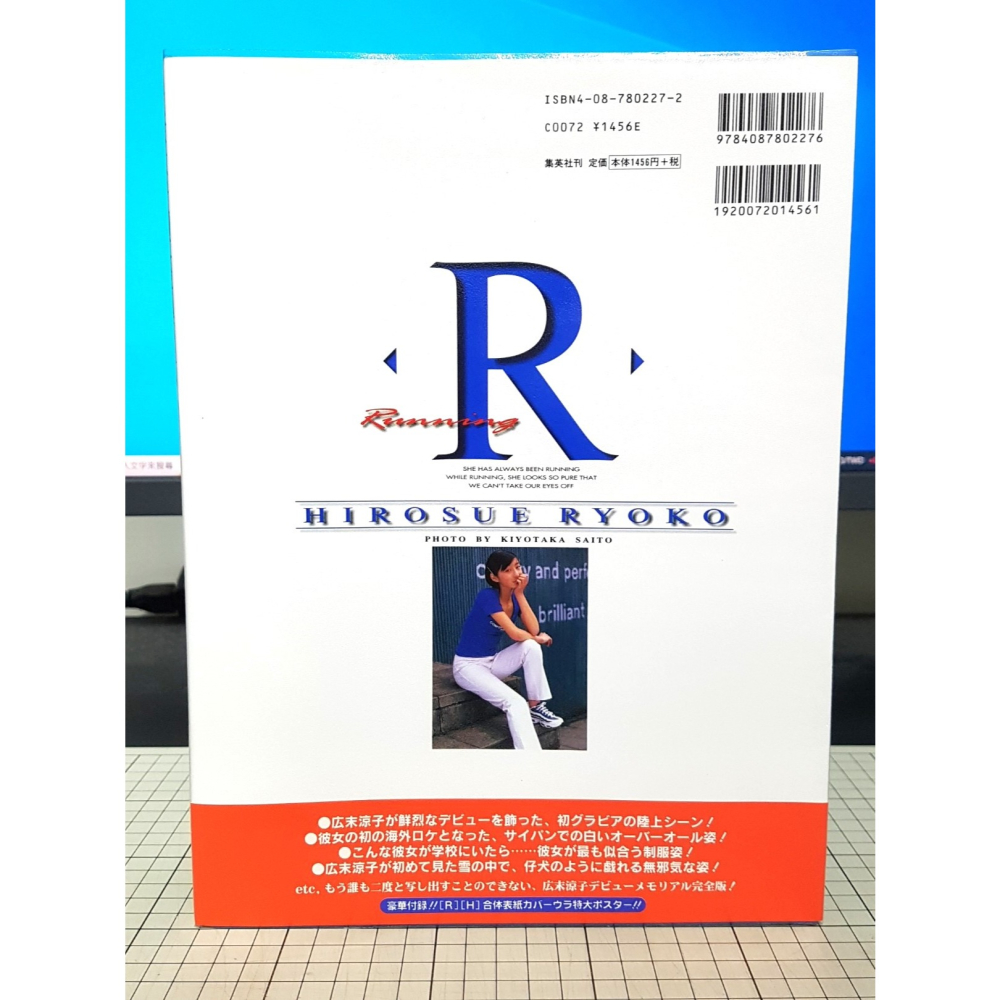 ISBN4-08-780227-2
C0072 ¥1456E
集英社刊 定価 本体1456円+税
9784087802276
1920072014561
R
Running
SHE HAS ALWAYS BEEN RUNNING
WHILE RUNNING, SHE LOOKS SO PURE THAT
WE CAN'T TAKE OUR EYES OFF
HIROSUE RYOKO
PHOTO BY KIYOTAKA SAITO
and perf
brilliant
●広末涼子が鮮烈なデビューを飾った、初グラビアの陸上シーン!
●彼女の初の海外ロケとなった、サイパンでの白いオーバーオール姿!
●こんな彼女が学校にいたら……彼女が最も似合う制服姿!
●広末涼子が初めて見た雪の中で、仔犬のように戯れる無邪気な姿!
etc, もう誰も二度と写し出すことのできない、広末涼子デビューメモリアル完全版!
豪華付録!![R][H]合体表紙カバーウラ特大ポスター!!